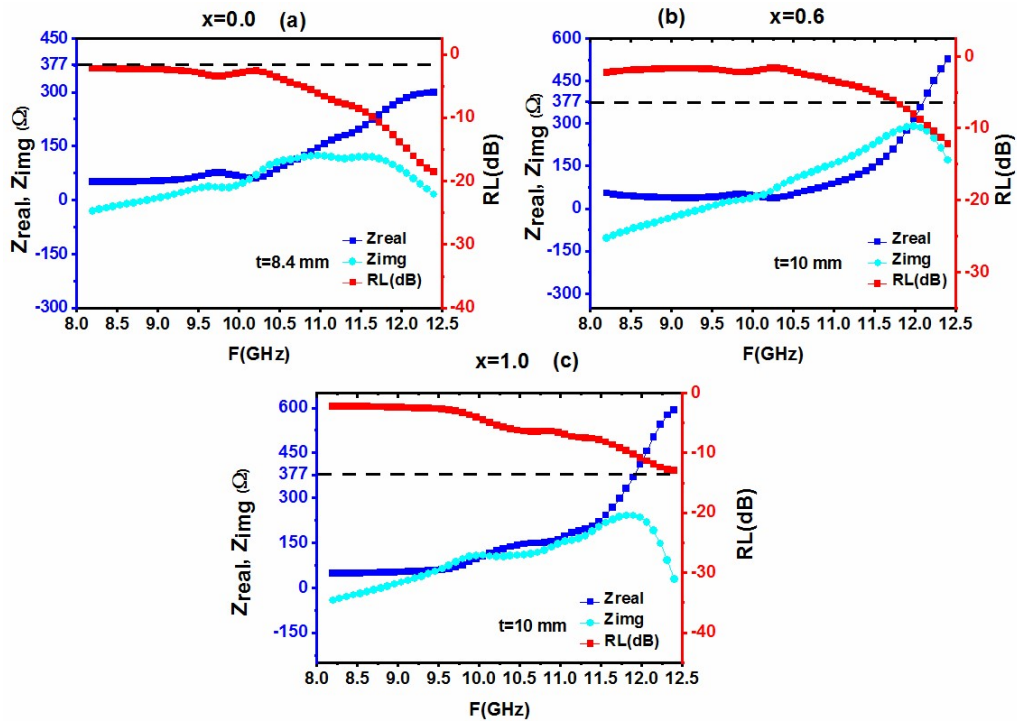 x=0.0 (a)
450
377
300
150
0
-150
-300
Zreal, Zimg (Ω)
0
-10
-20
-30
-40
RL(dB)
Zreal
Zimg
RL(dB)
t=8.4 mm
8.0 8.5 9.0 9.5 10.0 10.5 11.0 11.5 12.0 12.5
F(GHz)
(b) x=0.6
600
450
377
300
150
0
-150
-300
Zreal, Zimg (Ω)
0
-10
-20
-30
RL(dB)
Zreal
Zimg
RL(dB)
t=10 mm
8.0 8.5 9.0 9.5 10.0 10.5 11.0 11.5 12.0 12.5
F(GHz)
x=1.0 (c)
600
450
377
300
150
0
-150
Zreal, Zimg (Ω)
0
-10
-20
-30
-40
RL(dB)
Zreal
Zimg
RL(dB)
t=10 mm
8.0 8.5 9.0 9.5 10.0 10.5 11.0 11.5 12.0 12.5
F(GHz)